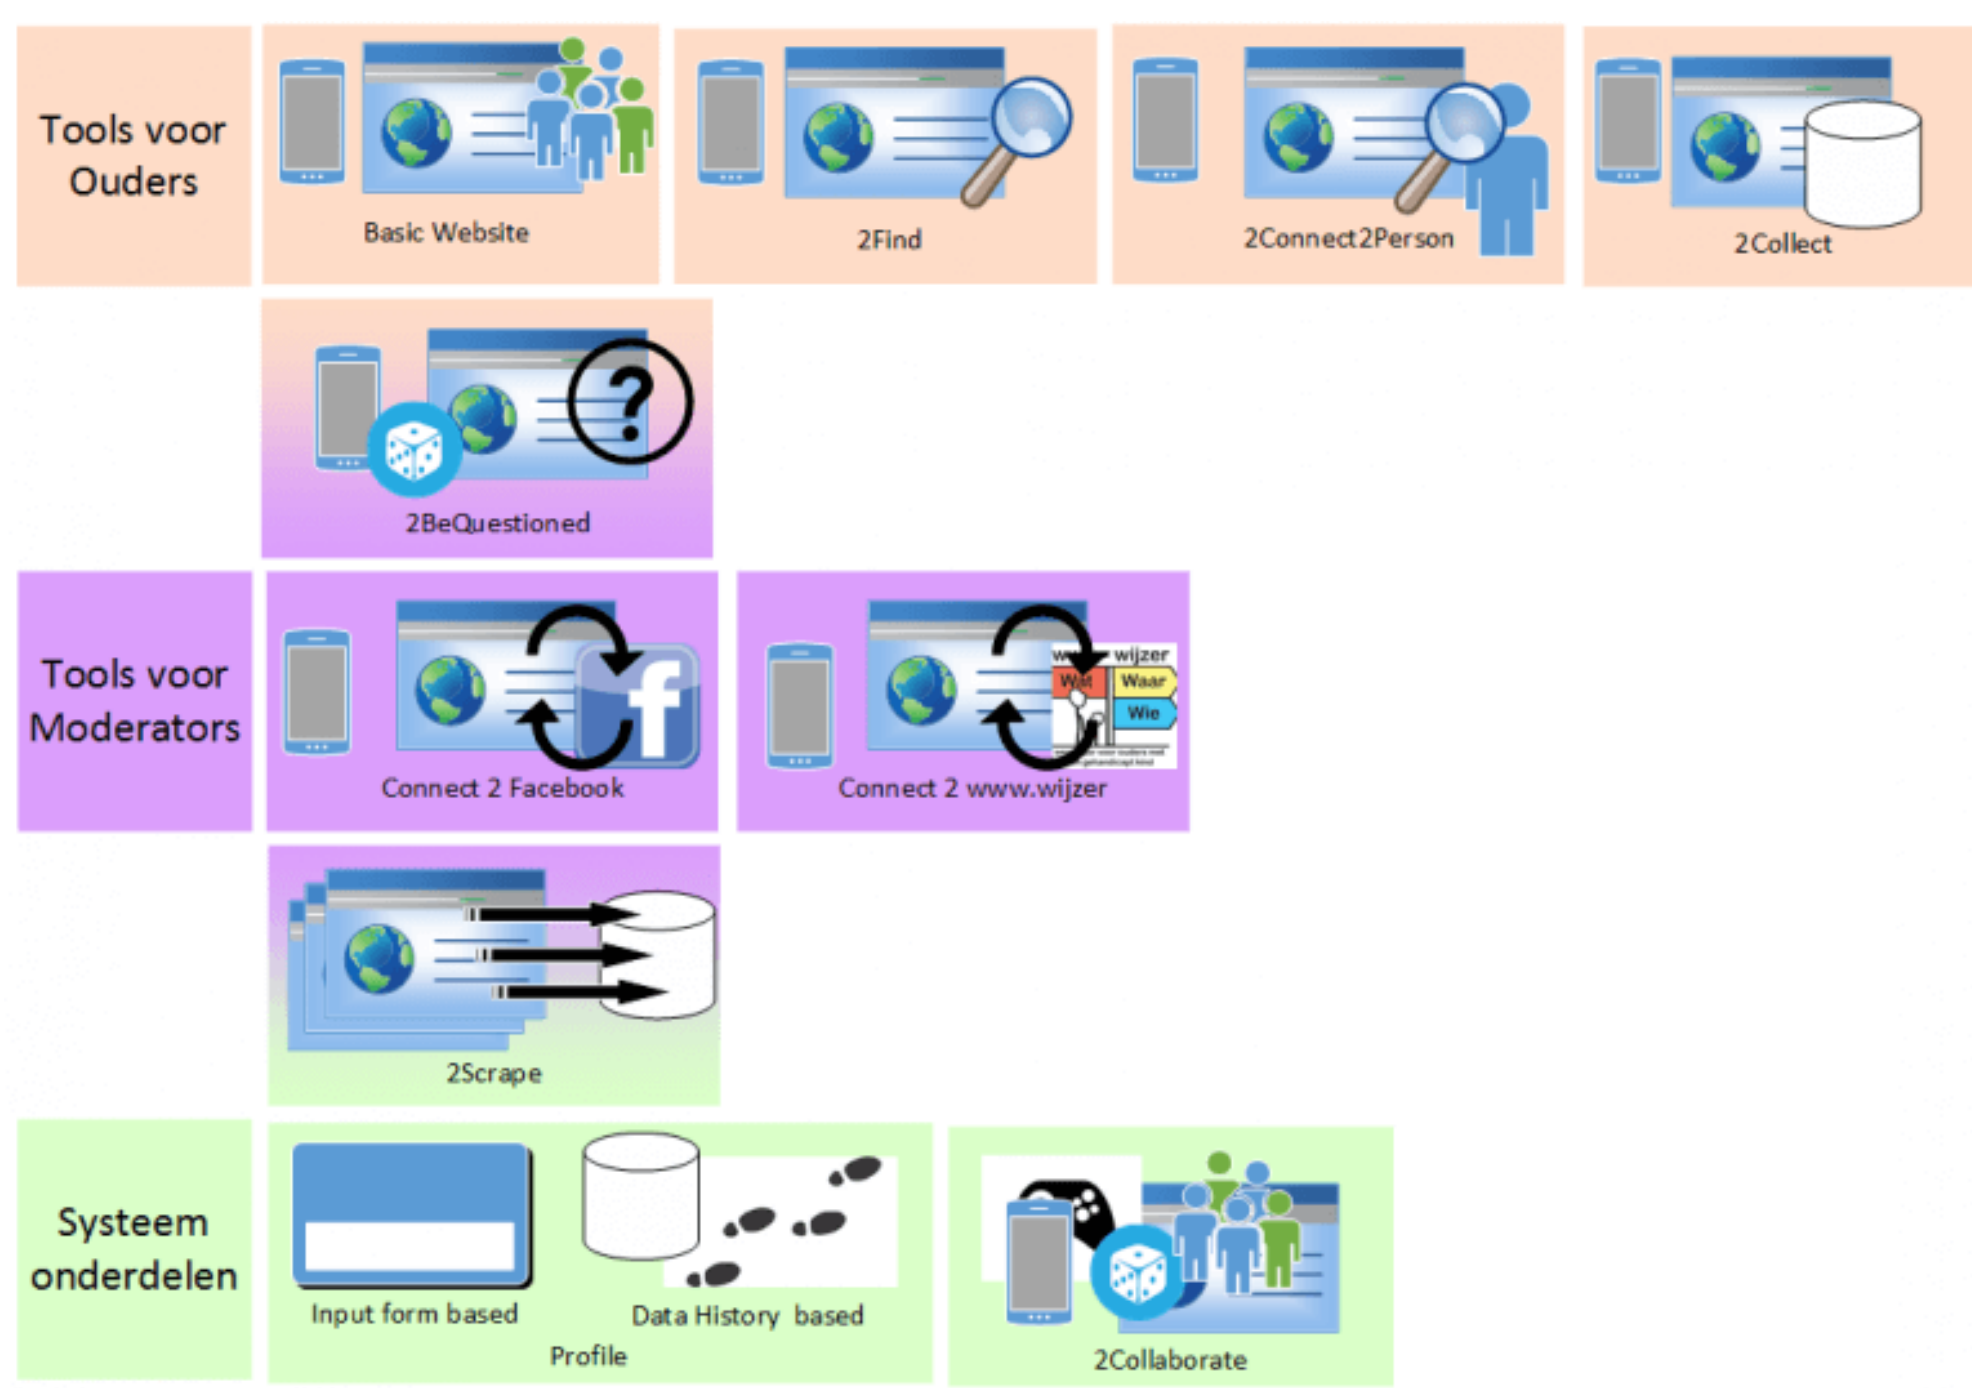 Tools voor
Ouders
Basic Website
2Find
2Connect2Person
2Collect
?
2BeQuestioned
Tools voor
Moderators
f
Connect 2 Facebook
wijzer
Wat
Waar
Wie
Connect 2 www.wijzer
2Scrape
Systeem
onderdelen
Input form based
Data History based
Profile
2Collaborate